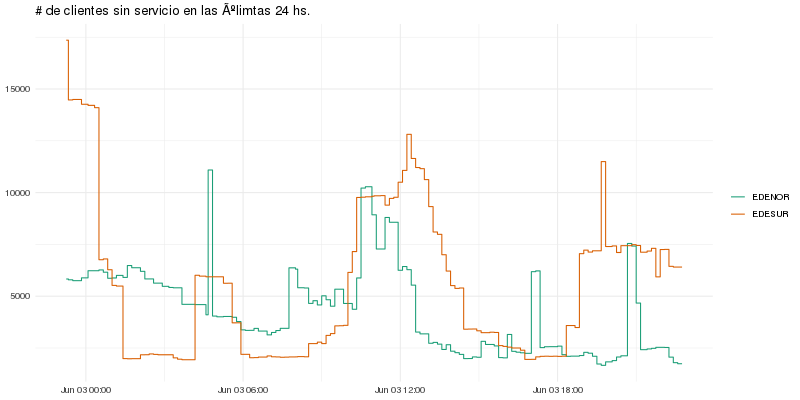 # de clientes sin servicio en las Ãºlimtas 24 hs.
15000
10000
5000
Jun 03 00:00
Jun 03 06:00
Jun 03 12:00
Jun 03 18:00
EDENOR
EDESUR